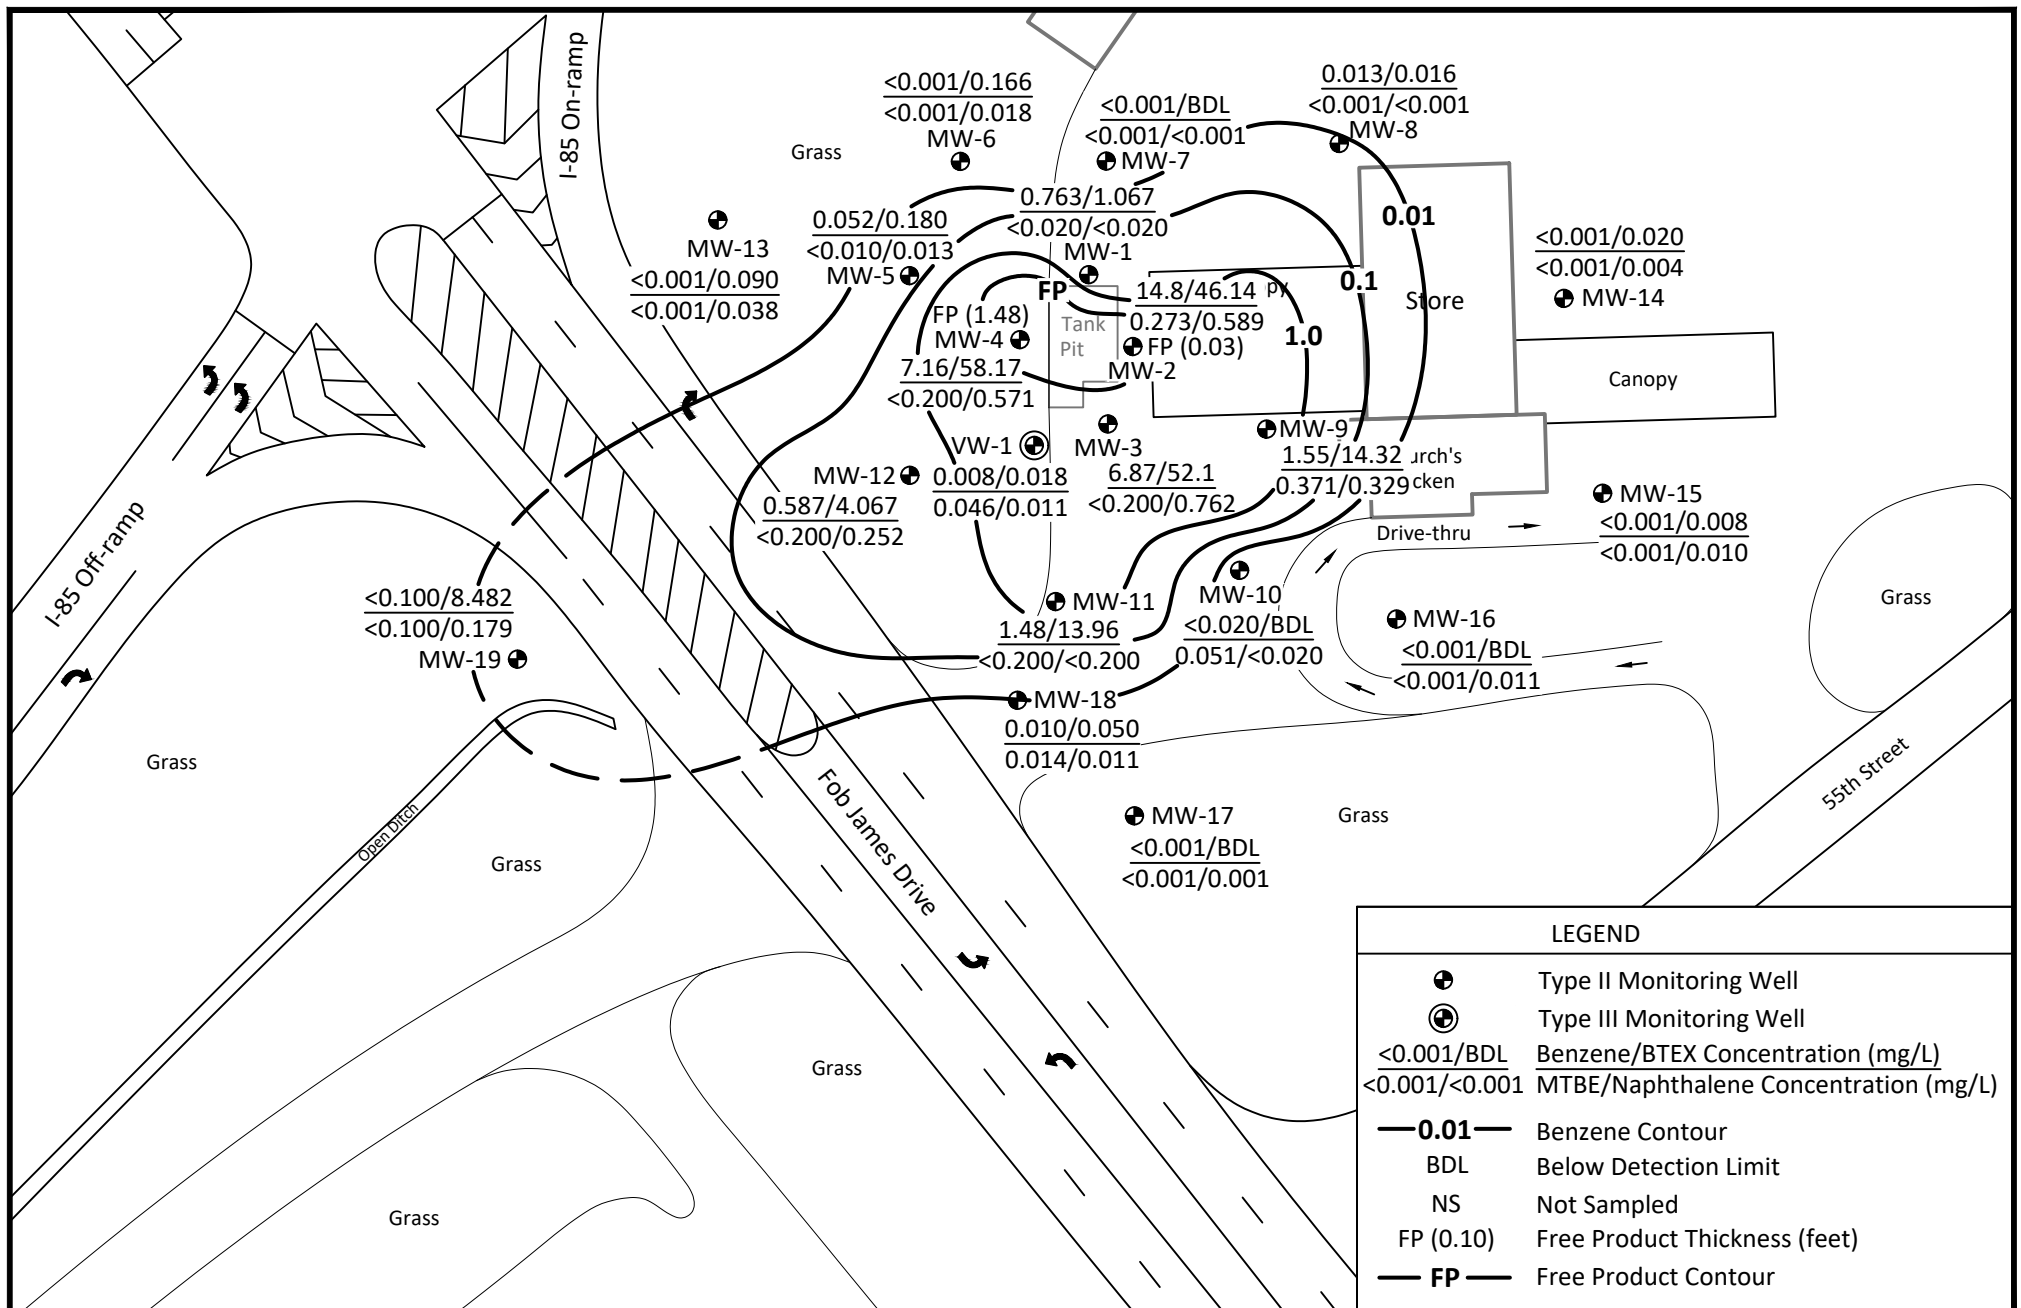 I-85 On-ramp
<0.001/0.166
<0.001/0.018
MW-6
<0.001/BDL
<0.001/<0.001
MW-7
0.013/0.016
<0.001/<0.001
MW-8
Grass
0.763/1.067
<0.020/<0.020
MW-1
0.052/0.180
<0.010/0.013
MW-5
MW-13
<0.001/0.090
<0.001/0.038
0.01
0.1
1.0
Store
<0.001/0.020
<0.001/0.004
MW-14
FP
14.8/46.14
py
0.273/0.589
FP (0.03)
MW-2
Tank
Pit
FP (1.48)
MW-4
7.16/58.17
<0.200/0.571
Canopy
VW-1
0.008/0.018
0.046/0.011
MW-3
6.87/52.1
<0.200/0.762
MW-9
1.55/14.32
0.371/0.329
urch's
cken
MW-12
0.587/4.067
<0.200/0.252
MW-15
<0.001/0.008
<0.001/0.010
Drive-thru
I-85 Off-ramp
<0.100/8.482
<0.100/0.179
MW-19
MW-11
1.48/13.96
<0.200/<0.200
MW-10
<0.020/BDL
0.051/<0.020
MW-16
<0.001/BDL
<0.001/0.011
Grass
MW-18
0.010/0.050
0.014/0.011
Grass
55th Street
Fob James Drive
Open Ditch
MW-17
<0.001/BDL
<0.001/0.001
Grass
Grass
Grass
Grass
LEGEND
Type II Monitoring Well
Type III Monitoring Well
<0.001/BDL Benzene/BTEX Concentration (mg/L)
<0.001/<0.001 MTBE/Naphthalene Concentration (mg/L)
0.01 Benzene Contour
BDL Below Detection Limit
NS Not Sampled
FP (0.10) Free Product Thickness (feet)
FP Free Product Contour